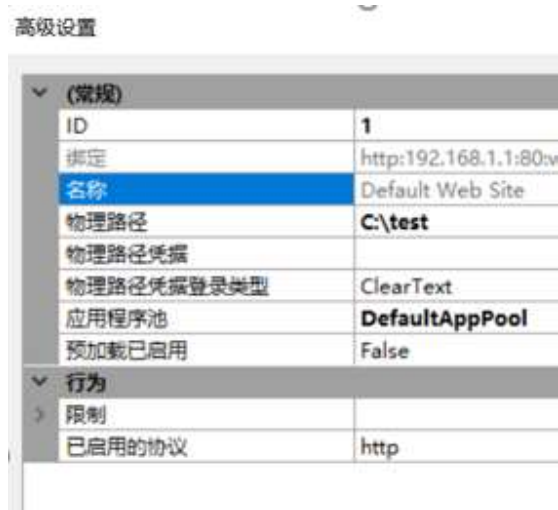 高级设置
(常规)
ID 1
绑定 http:192.168.1.1:80:
名称 Default Web Site
物理路径 C:\test
物理路径凭据
物理路径凭据登录类型 ClearText
应用程序池 DefaultAppPool
预加载已启用 False
行为
限制
已启用的协议 http